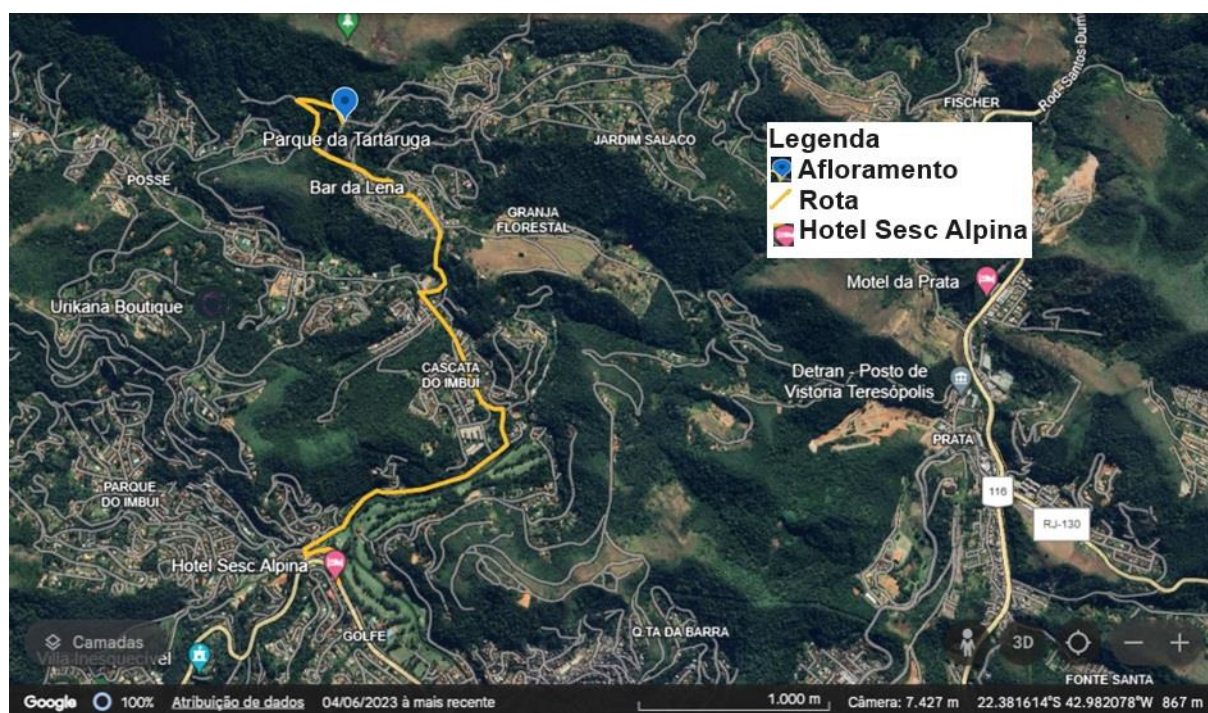 Rod. Santos Dum
FISCHER
Parque da Tartaruga
JARDIM SALACO
Legenda
Afloramento
Rota
Hotel Sesc Alpina
POSSE
Bar da Lena
GRANJA
FLORESTAL
Motel da Prata
Urikana Boutique
CASCATA
DO IMBUÍ
Detran - Posto de
Vistoria Teresópolis
PRATA
PARQUE
DO IMBUÍ
116
RJ-130
Hotel Sesc Alpina
GOLFE
Q TA DA BARRA
Camadas
Villa Inesquecível
3D
FONTE SANTA
Google
100%
Atribuição de dados
04/06/2023 à mais recente
1.000 m
Câmera: 7.427 m
22.381614°S 42.982078°W
867 m